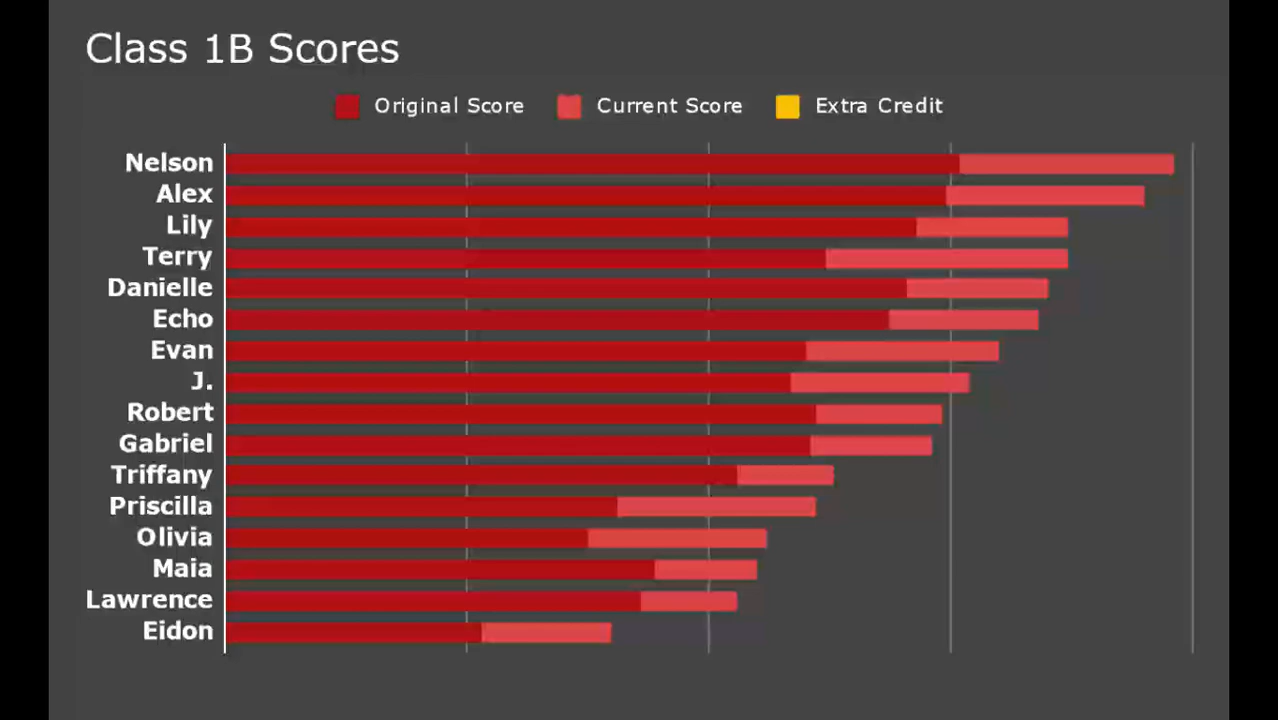 Class 1B Scores
Original Score Current Score Extra Credit
Nelson
Alex
Lily
Terry
Danielle
Echo
Evan
J.
Robert
Gabriel
Triffany
Priscilla
Olivia
Maia
Lawrence
Eidon